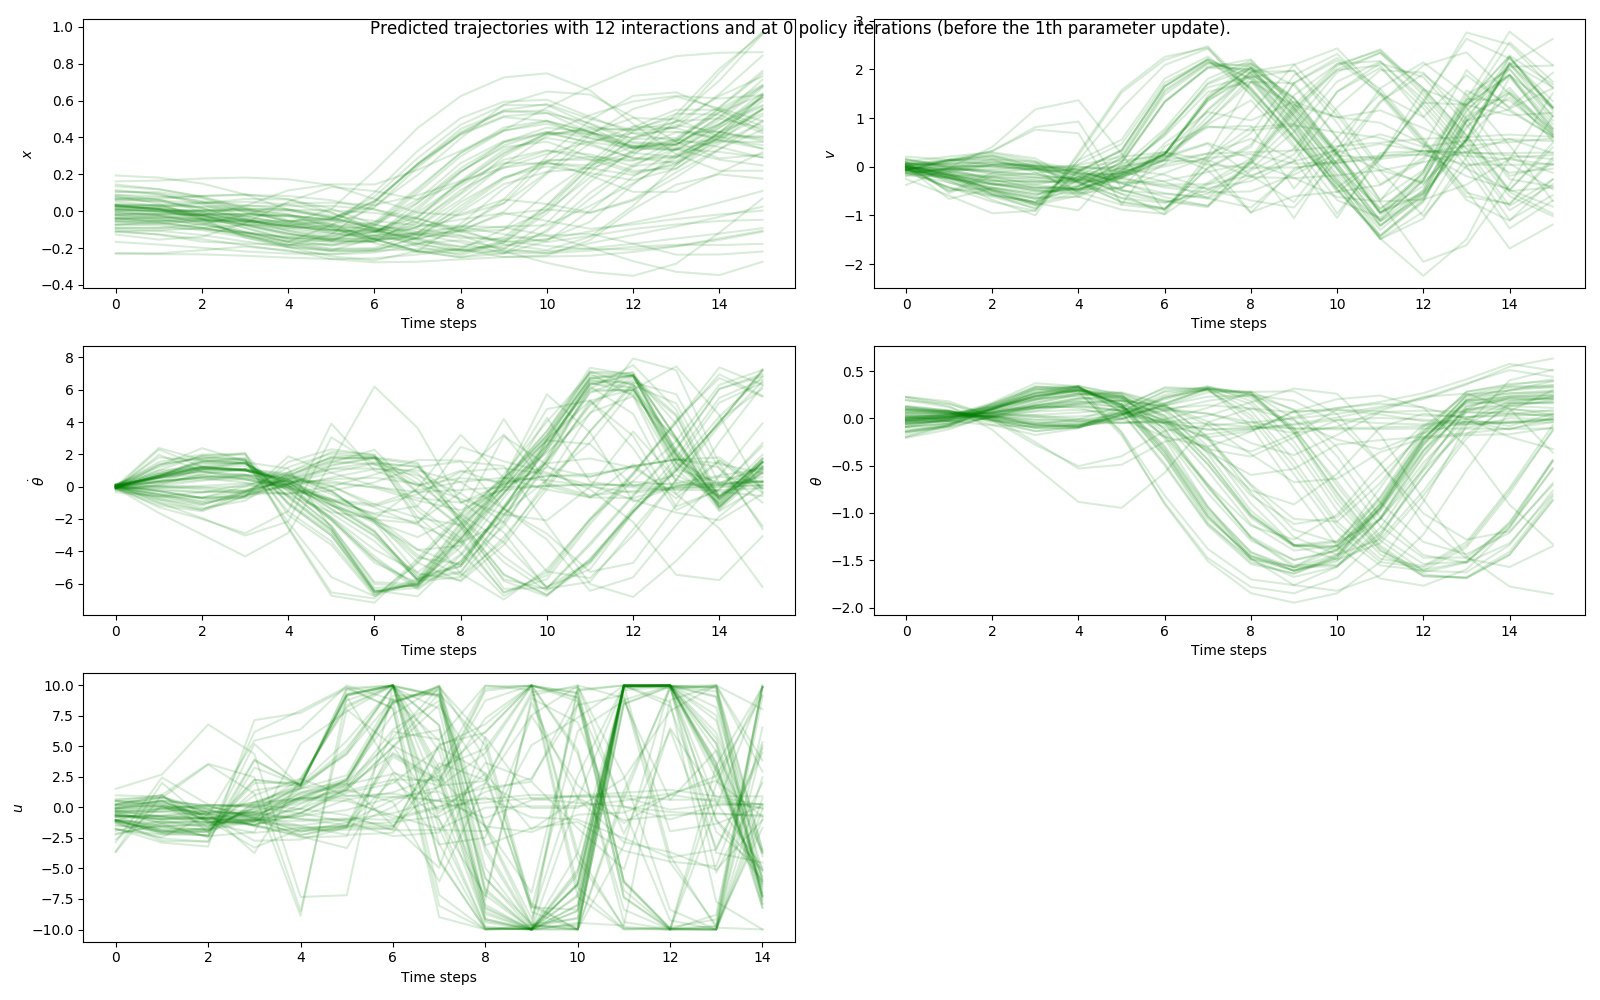 Predicted trajectories with 12 interactions and at 0 policy iterations (before the 1th parameter update).
1.0
0.8
0.6
0.4
0.2
0.0
−0.2
−0.4
x
0 2 4 6 8 10 12 14
Time steps
3
2
1
0
−1
−2
v
0 2 4 6 8 10 12 14
Time steps
8
6
4
2
0
−2
−4
−6
θ̇
0 2 4 6 8 10 12 14
Time steps
0.5
0.0
−0.5
−1.0
−1.5
−2.0
θ
0 2 4 6 8 10 12 14
Time steps
10.0
7.5
5.0
2.5
0.0
−2.5
−5.0
−7.5
−10.0
u
0 2 4 6 8 10 12 14
Time steps